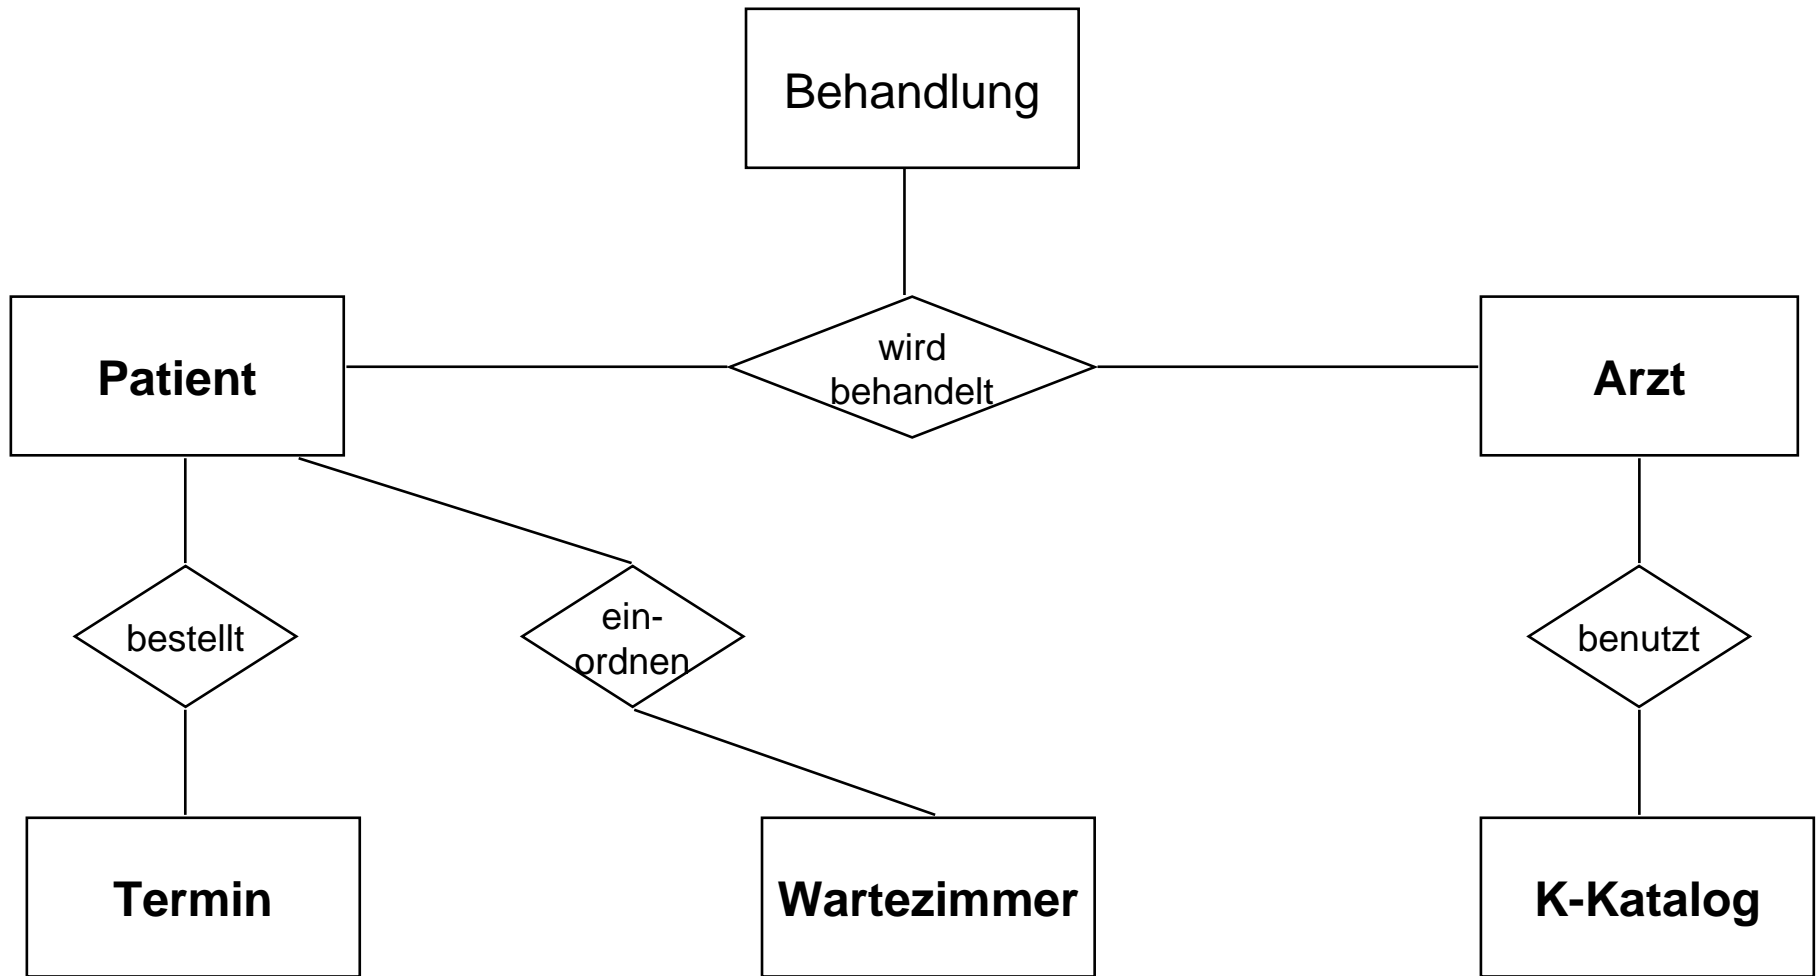 Behandlung
Patient
wird
behandelt
Arzt
bestellt
ein-
ordnen
benutzt
Termin
Wartezimmer
K-Katalog